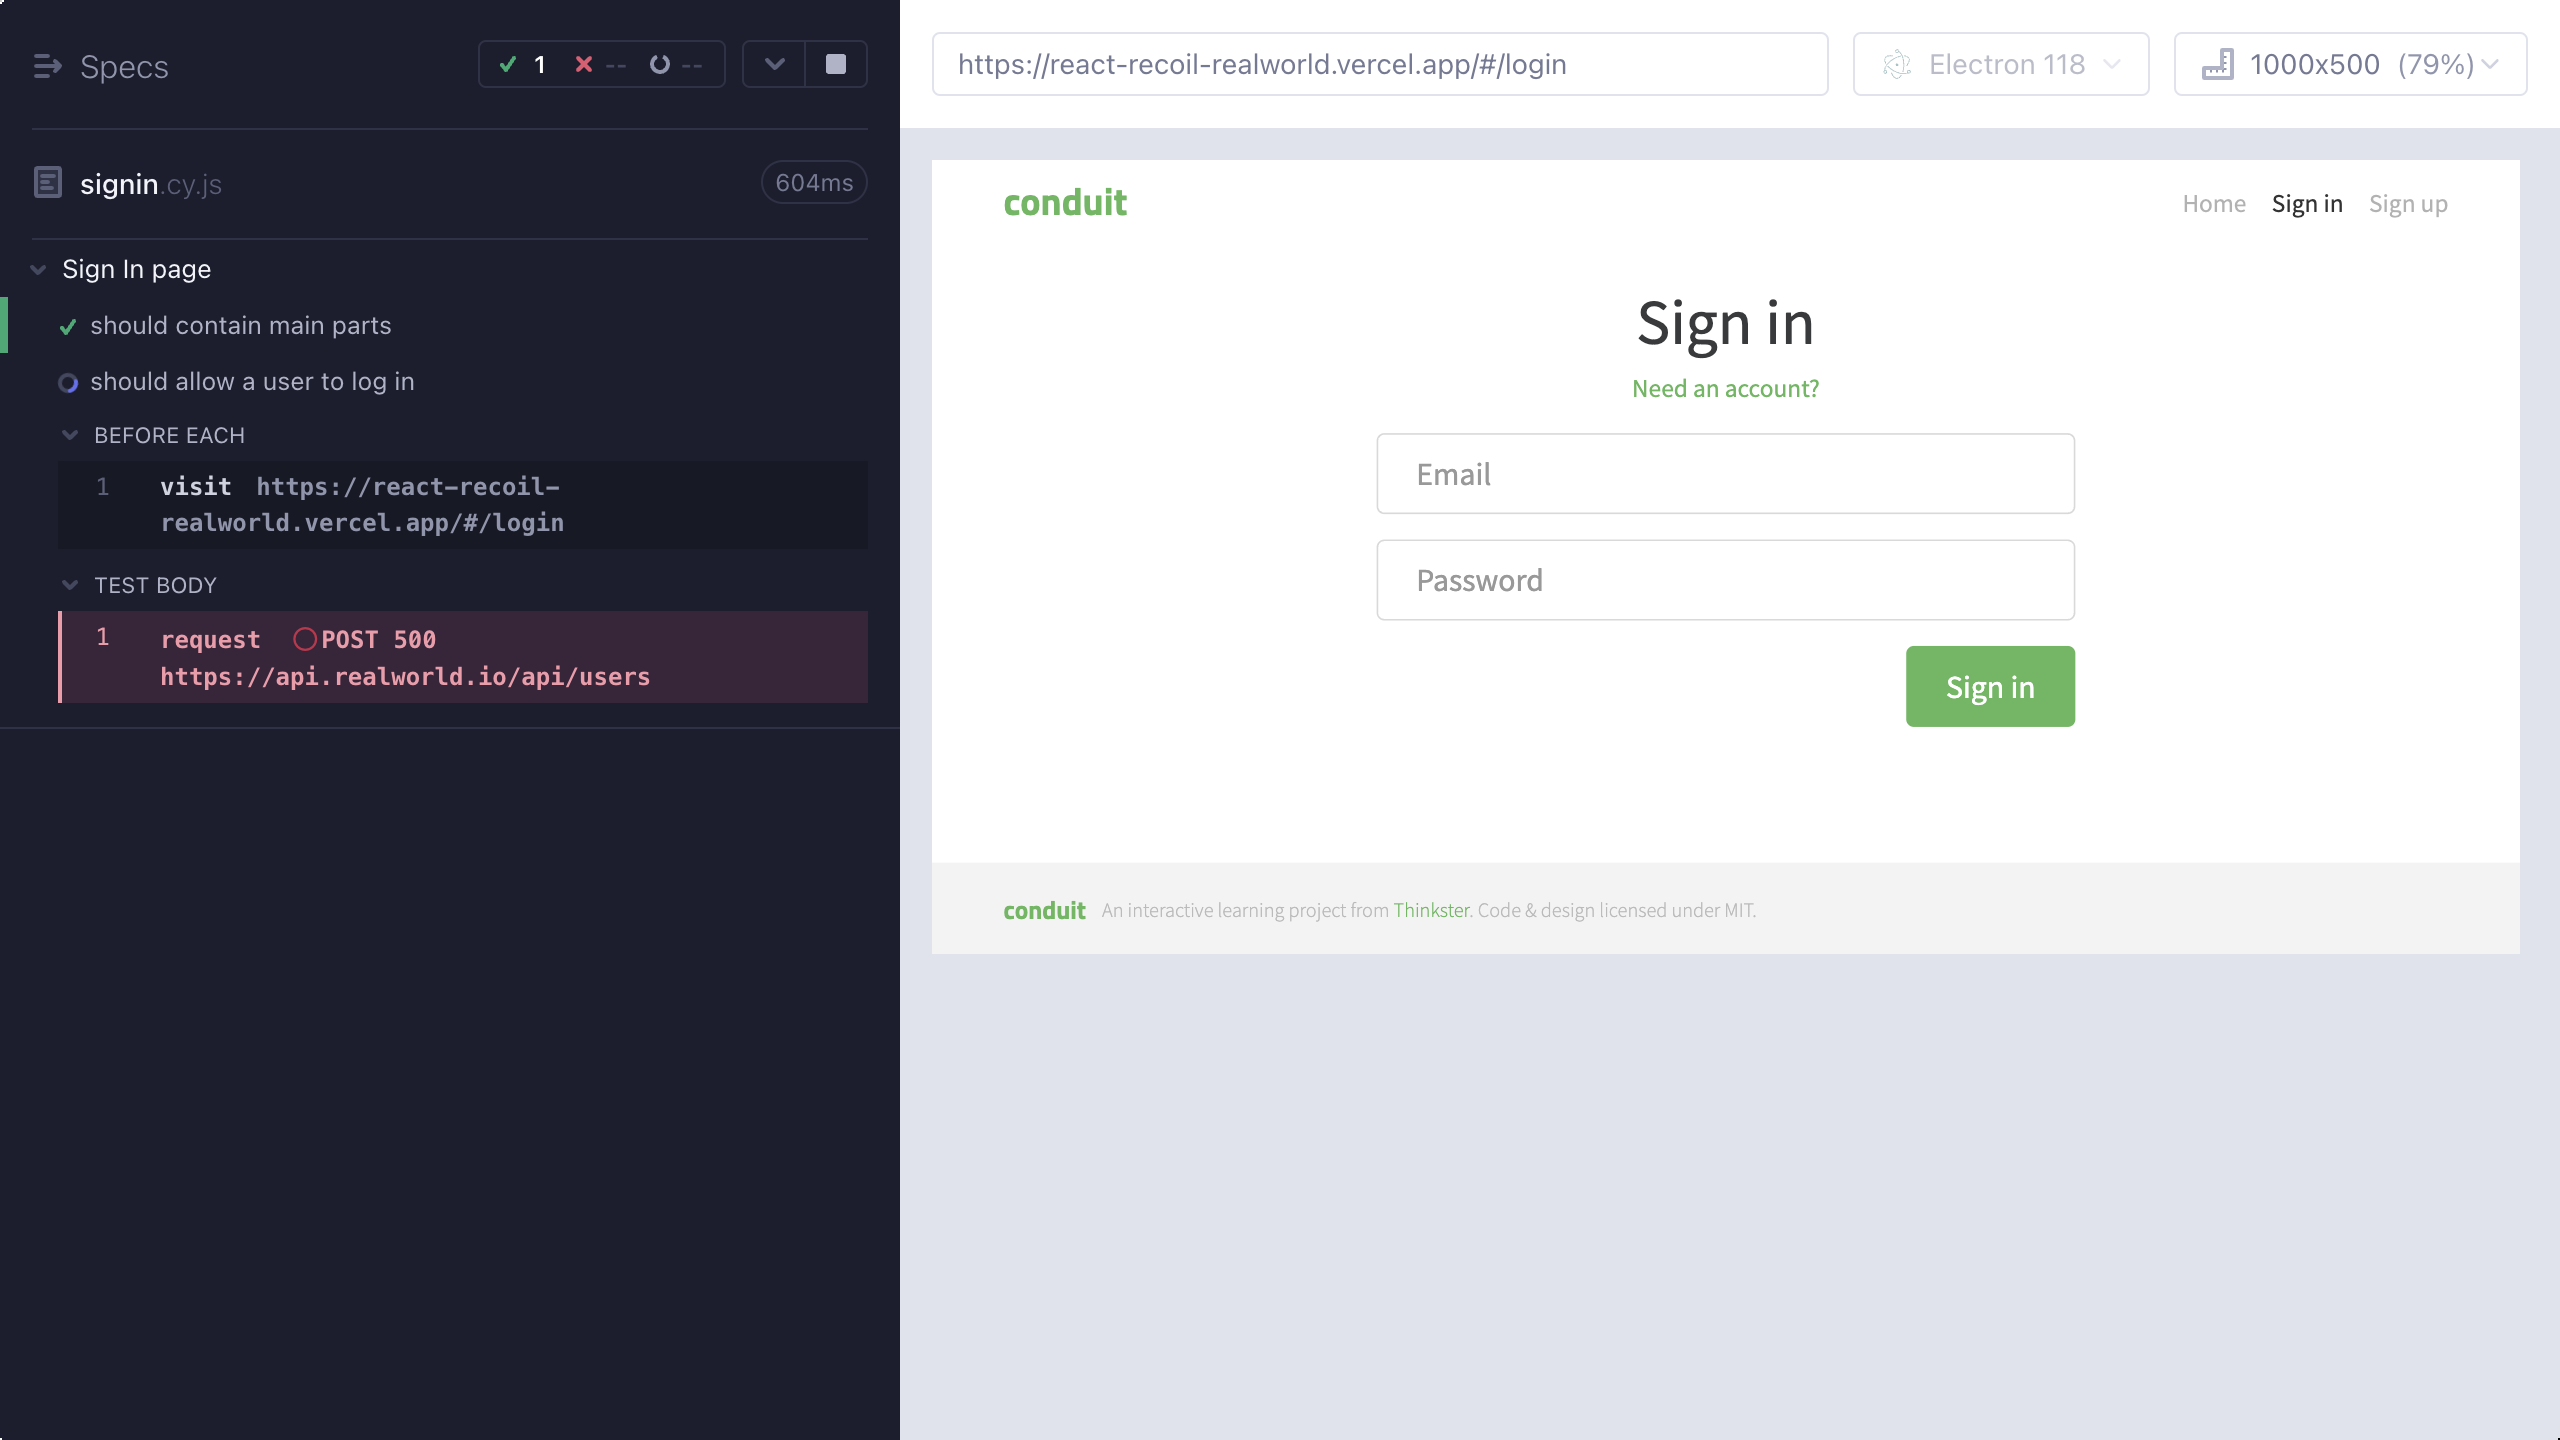 Specs
1 -- --
signin.cy.js 604ms
Sign In page
should contain main parts
should allow a user to log in
BEFORE EACH
1 visit https://react-recoil-
realworld.vercel.app/#/login
TEST BODY
1 request POST 500
https://api.realworld.io/api/users
https://react-recoil-realworld.vercel.app/#/login
Electron 118
1000x500 (79%)
conduit
Home Sign in Sign up
Sign in
Need an account?
Email
Password
Sign in
conduit An interactive learning project from Thinkster. Code & design licensed under MIT.